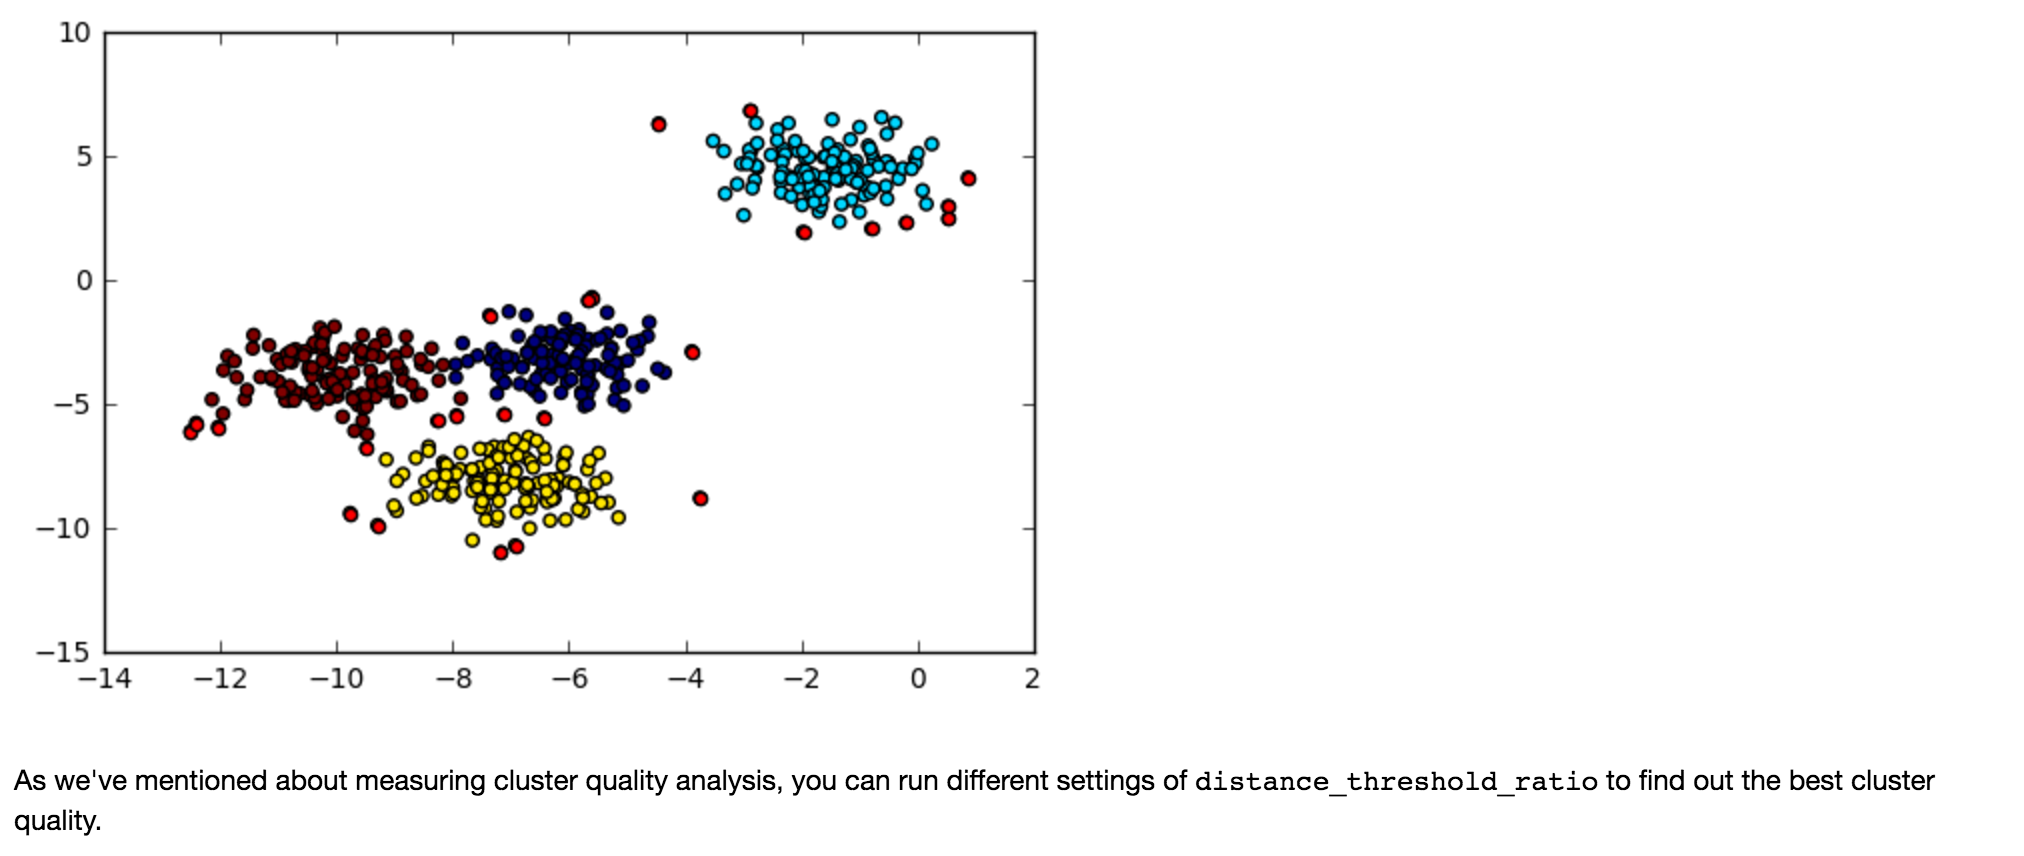 10
5
0
−5
−10
−15
−14 −12 −10 −8 −6 −4 −2 0 2
As we've mentioned about measuring cluster quality analysis, you can run different settings of distance_threshold_ratio to find out the best cluster
quality.